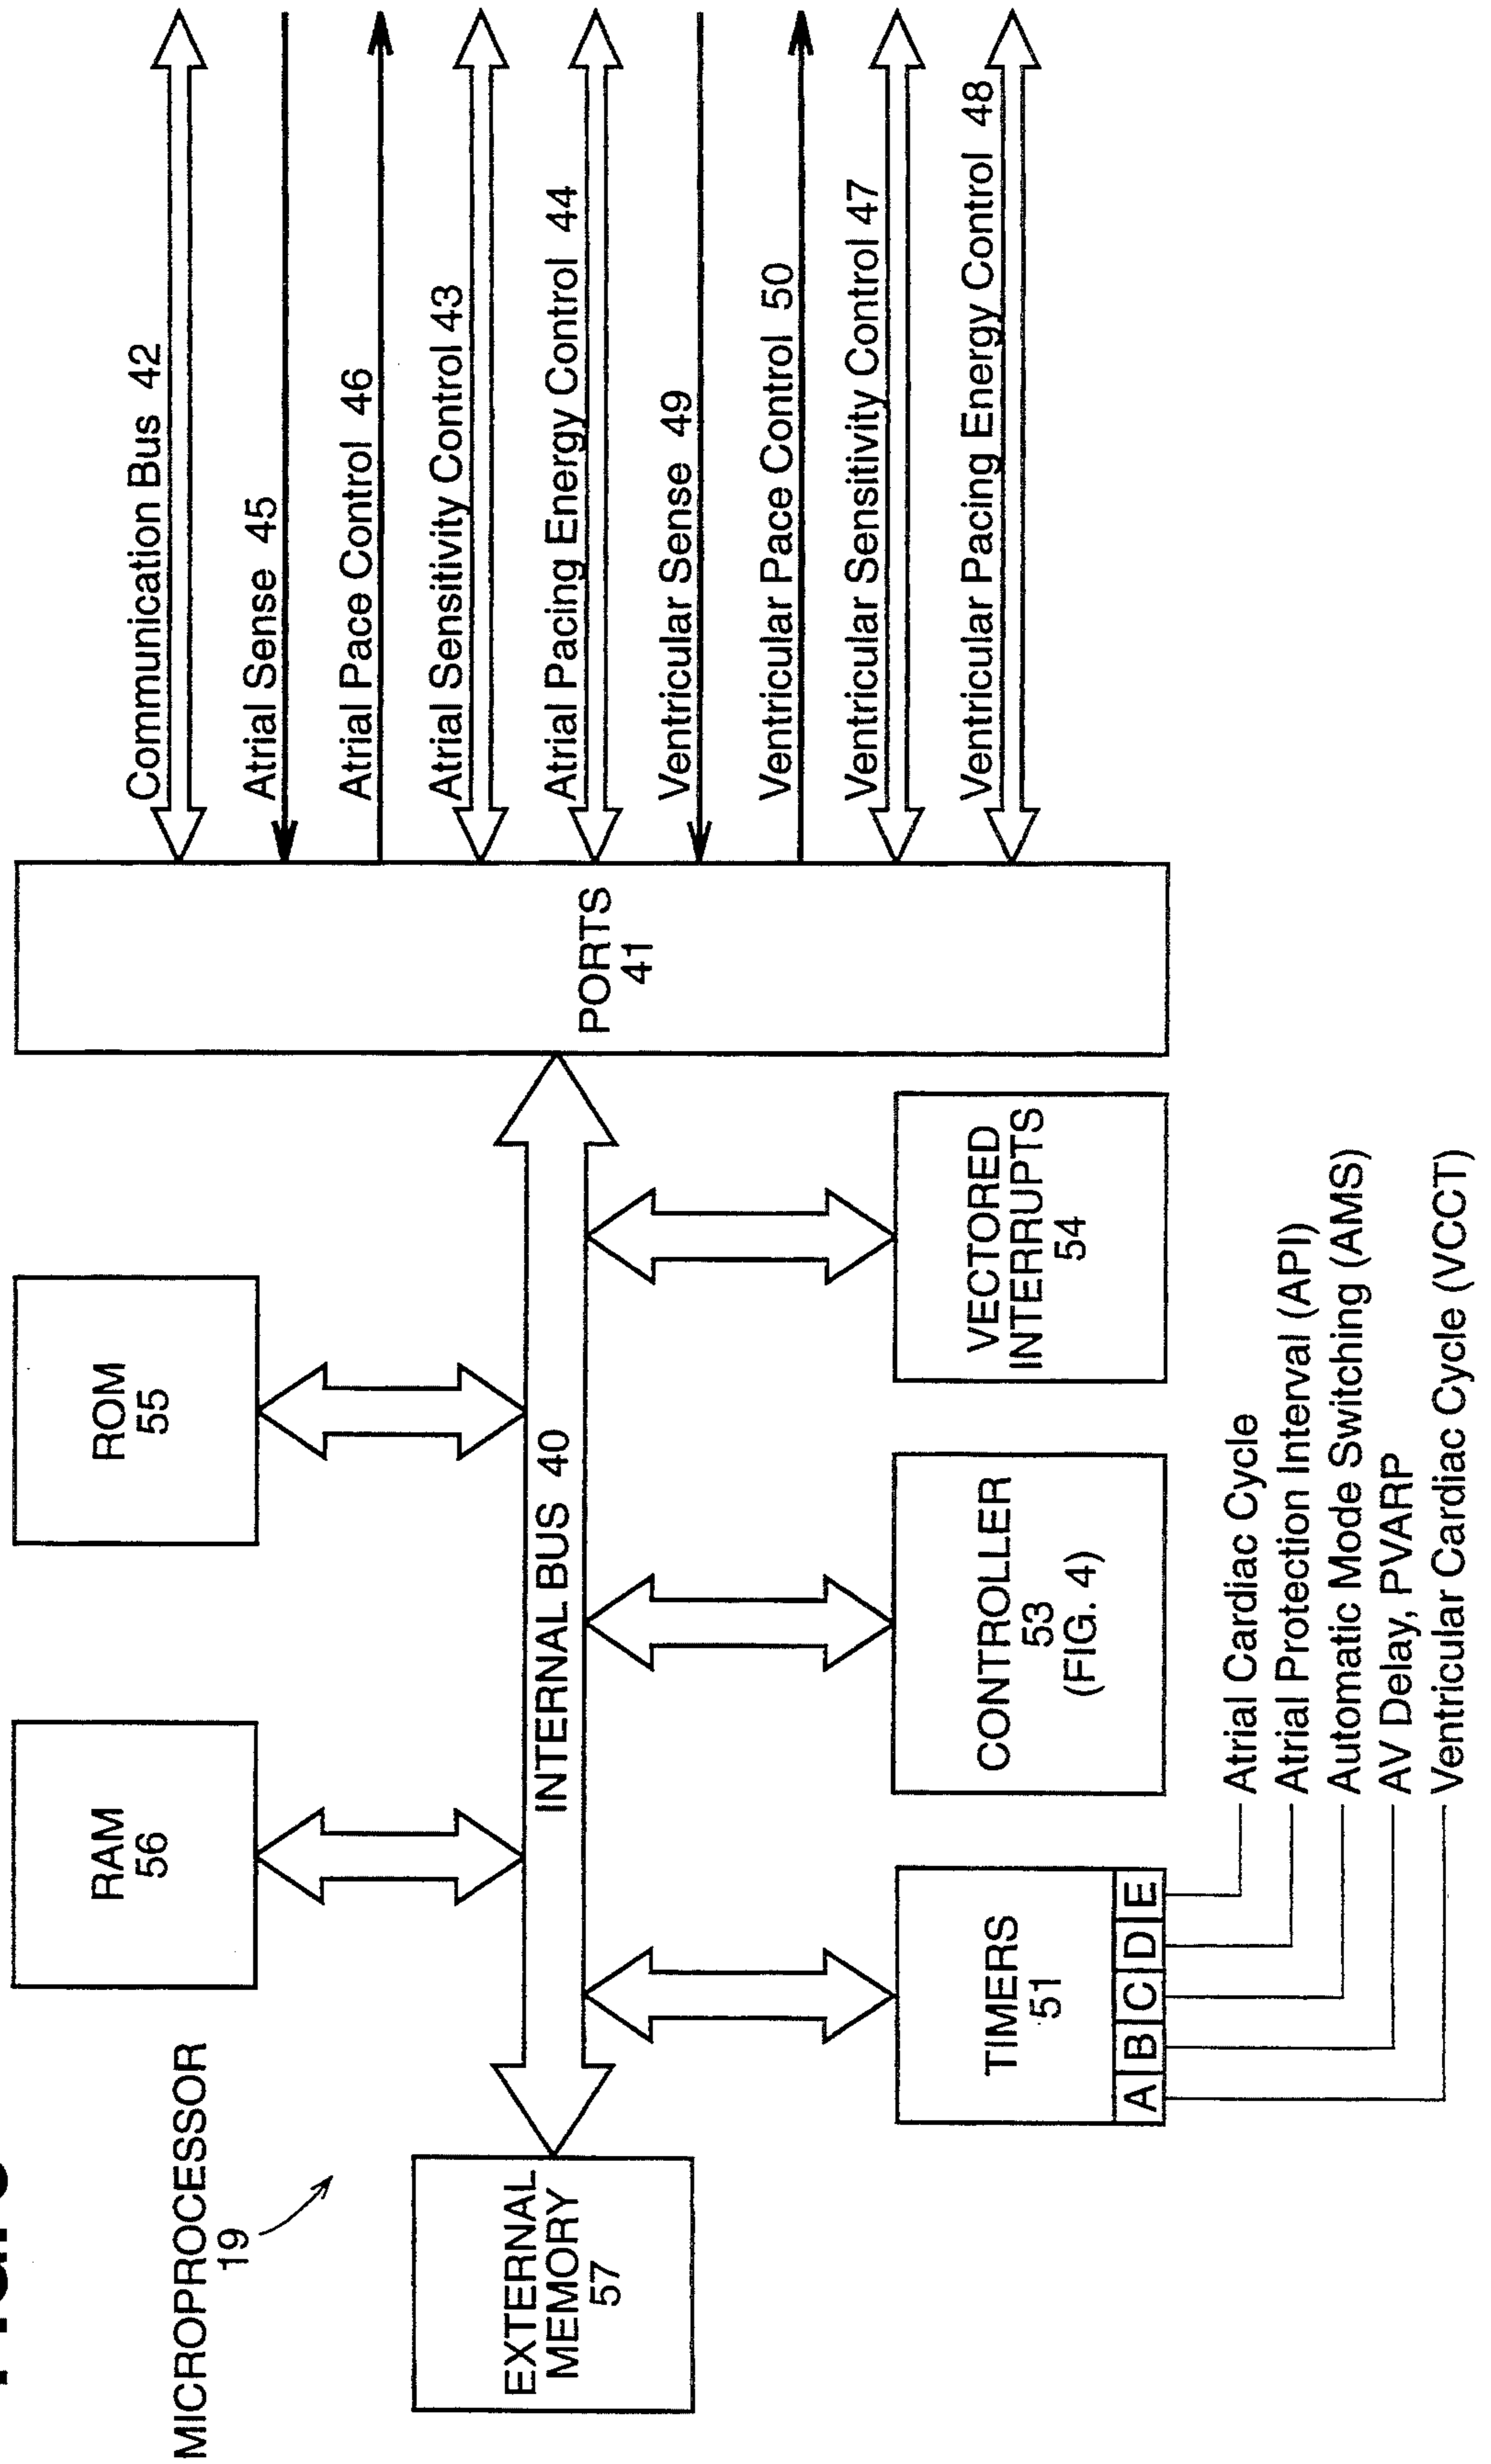 MICROPROCESSOR
19
RAM
56
ROM
55
EXTERNAL
MEMORY
57
INTERNAL BUS 40
PORTS
41
TIMERS
51
A B C D E
CONTROLLER
53
(FIG. 4)
VECTORED
INTERRUPTS
54
Atrial Cardiac Cycle
Atrial Protection Interval (API)
Automatic Mode Switching (AMS)
AV Delay, PVARP
Ventricular Cardiac Cycle (VCCT)
Communication Bus 42
Atrial Sense 45
Atrial Pace Control 46
Atrial Sensitivity Control 43
Atrial Pacing Energy Control 44
Ventricular Sense 49
Ventricular Pace Control 50
Ventricular Sensitivity Control 47
Ventricular Pacing Energy Control 48